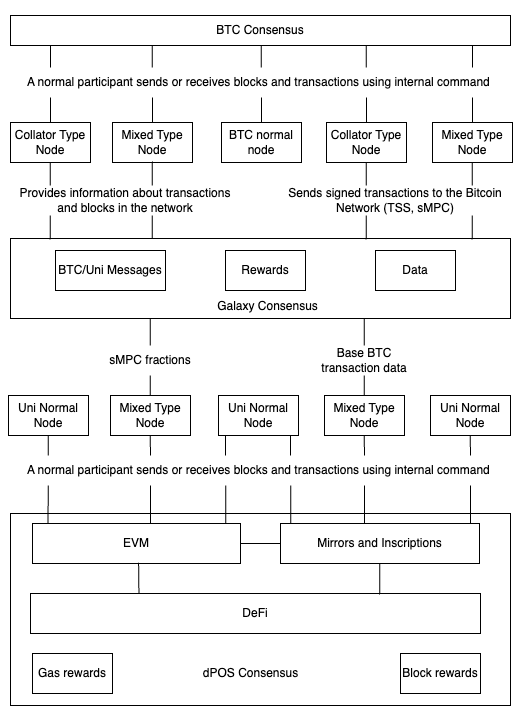 BTC Consensus
A normal participant sends or receives blocks and transactions using internal command
Collator Type
Node
Mixed Type
Node
BTC normal
node
Collator Type
Node
Mixed Type
Node
Provides information about transactions
and blocks in the network
Sends signed transactions to the Bitcoin
Network (TSS, sMPC)
BTC/Uni Messages
Rewards
Data
Galaxy Consensus
sMPC fractions
Base BTC
transaction data
Uni Normal
Node
Mixed Type
Node
Uni Normal
Node
Mixed Type
Node
Uni Normal
Node
A normal participant sends or receives blocks and transactions using internal command
EVM
Mirrors and Inscriptions
DeFi
Gas rewards
dPOS Consensus
Block rewards